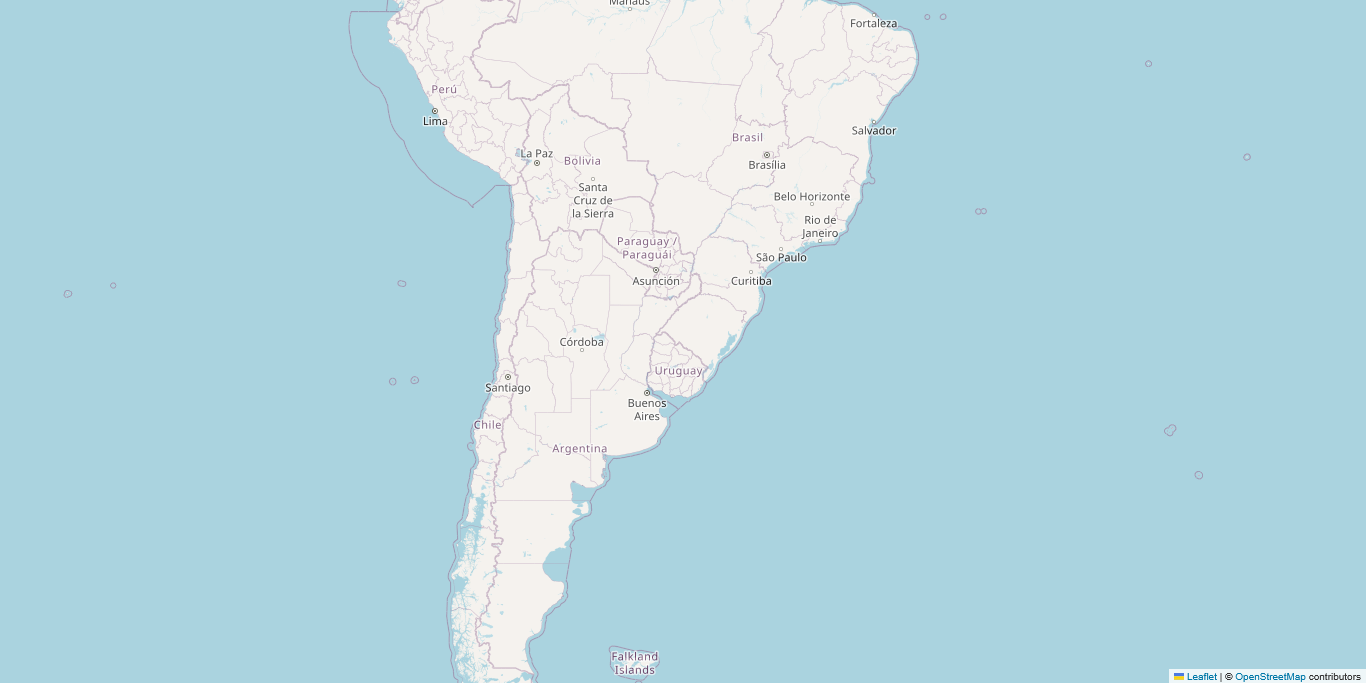 Manaus
Fortaleza
Perú
Lima
Salvador
Brasil
La Paz
Bolivia
Brasília
Santa
Cruz de
la Sierra
Belo Horizonte
Rio de
Janeiro
Paraguay /
Paraguái
São Paulo
Asunción
Curitiba
Córdoba
Uruguay
Santiago
Buenos
Aires
Chile
Argentina
Falkland
Islands
Leaflet | © OpenStreetMap contributors